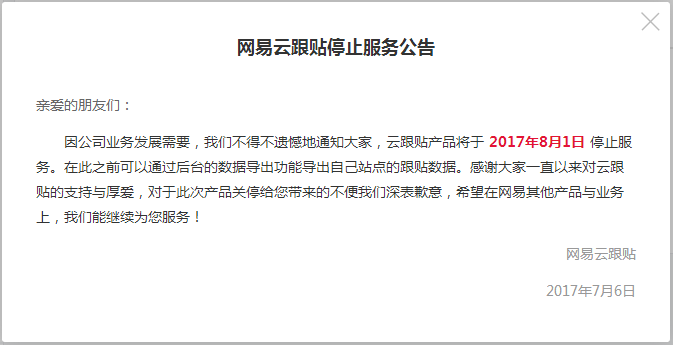 网易云跟贴停止服务公告
亲爱的朋友们：
因公司业务发展需要，我们不得不遗憾地通知大家，云跟贴产品将于 2017年8月1日 停止服
务。在此之前可以通过后台的数据导出功能导出自己站点的跟贴数据。感谢大家一直以来对云跟
贴的支持与厚爱，对于此次产品关停给您带来的不便我们深表歉意，希望在网易其他产品与业务
上，我们能继续为您服务！
网易云跟贴
2017年7月6日